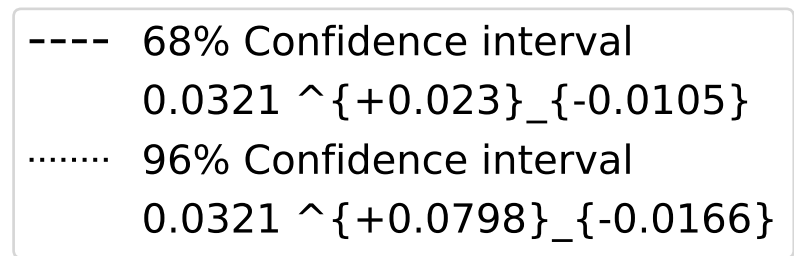 68% Confidence interval
0.0321 ^{+0.023}_{-0.0105}
96% Confidence interval
0.0321 ^{+0.0798}_{-0.0166}